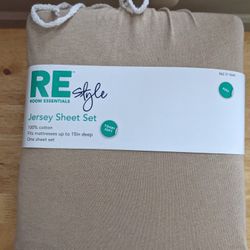 RE style
ROOM ESSENTIALS
Jersey Sheet Set
100% cotton
Fits mattresses up to 15in deep
One sheet set